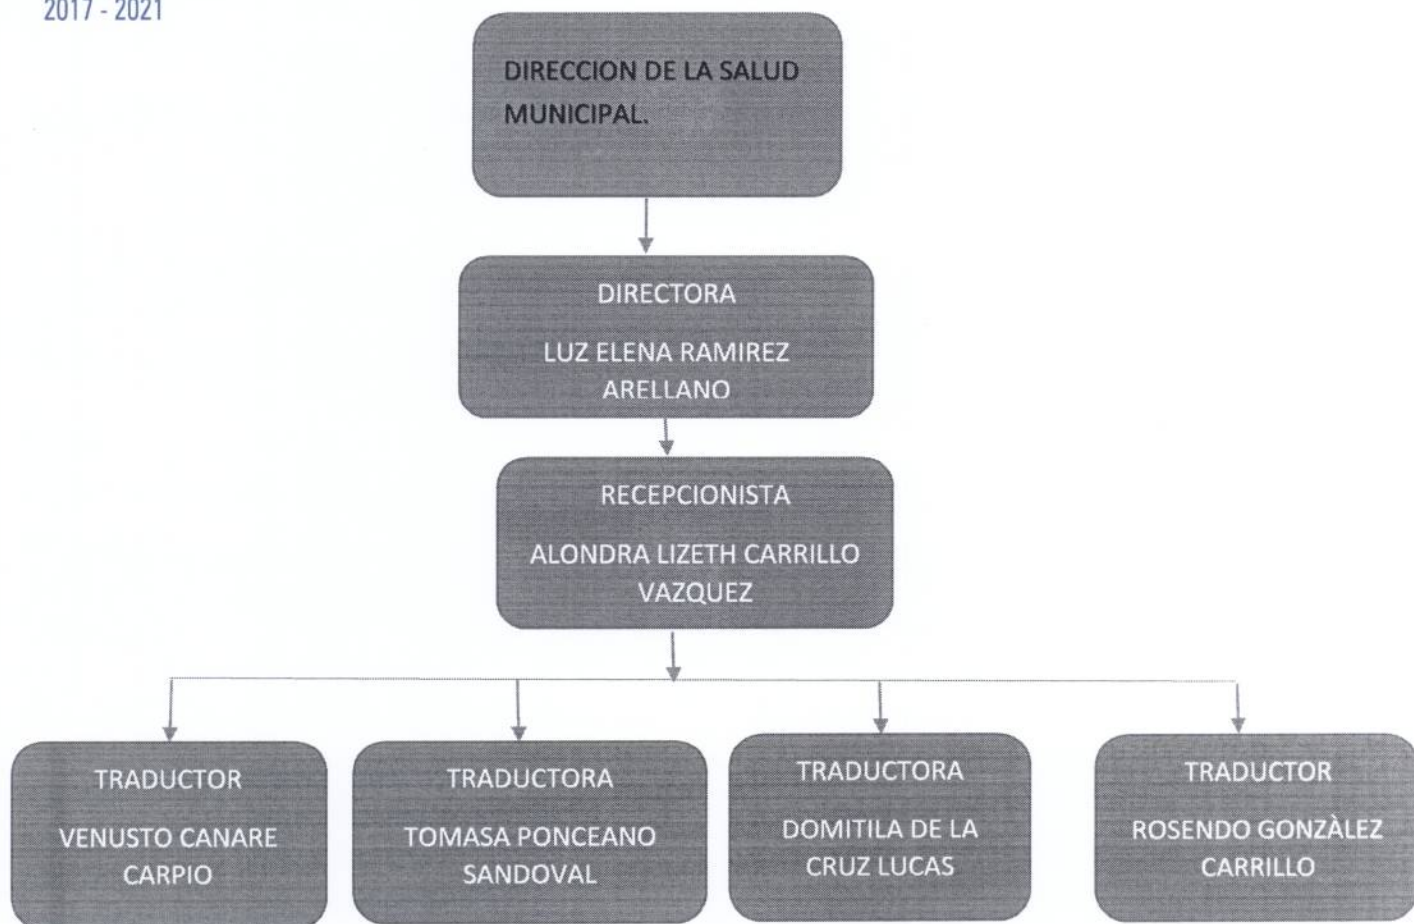 2017 - 2021
DIRECCION DE LA SALUD
MUNICIPAL.
DIRECTORA
LUZ ELENA RAMIREZ
ARELLANO
RECEPCIONISTA
ALONDRA LIZETH CARRILLO
VAZQUEZ
TRADUCTOR
VENUSTO CANARE
CARPIO
TRADUCTORA
TOMASA PONCEANO
SANDOVAL
TRADUCTORA
DOMITILA DE LA
CRUZ LUCAS
TRADUCTOR
ROSENDO GONZÀLEZ
CARRILLO